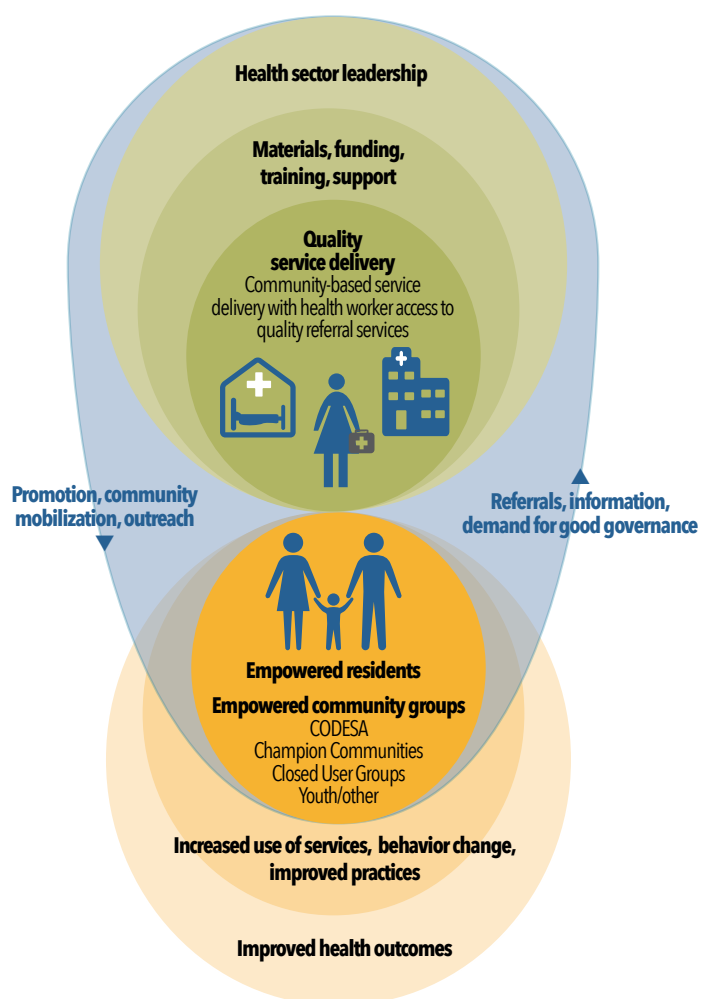 Health sector leadership
Materials, funding,
training, support
Quality
service delivery
Community-based service
delivery with health worker access to
quality referral services
Promotion, community
mobilization, outreach
Referrals, information,
demand for good governance
Empowered residents
Empowered community groups
CODESA
Champion Communities
Closed User Groups
Youth/other
Increased use of services, behavior change,
improved practices
Improved health outcomes